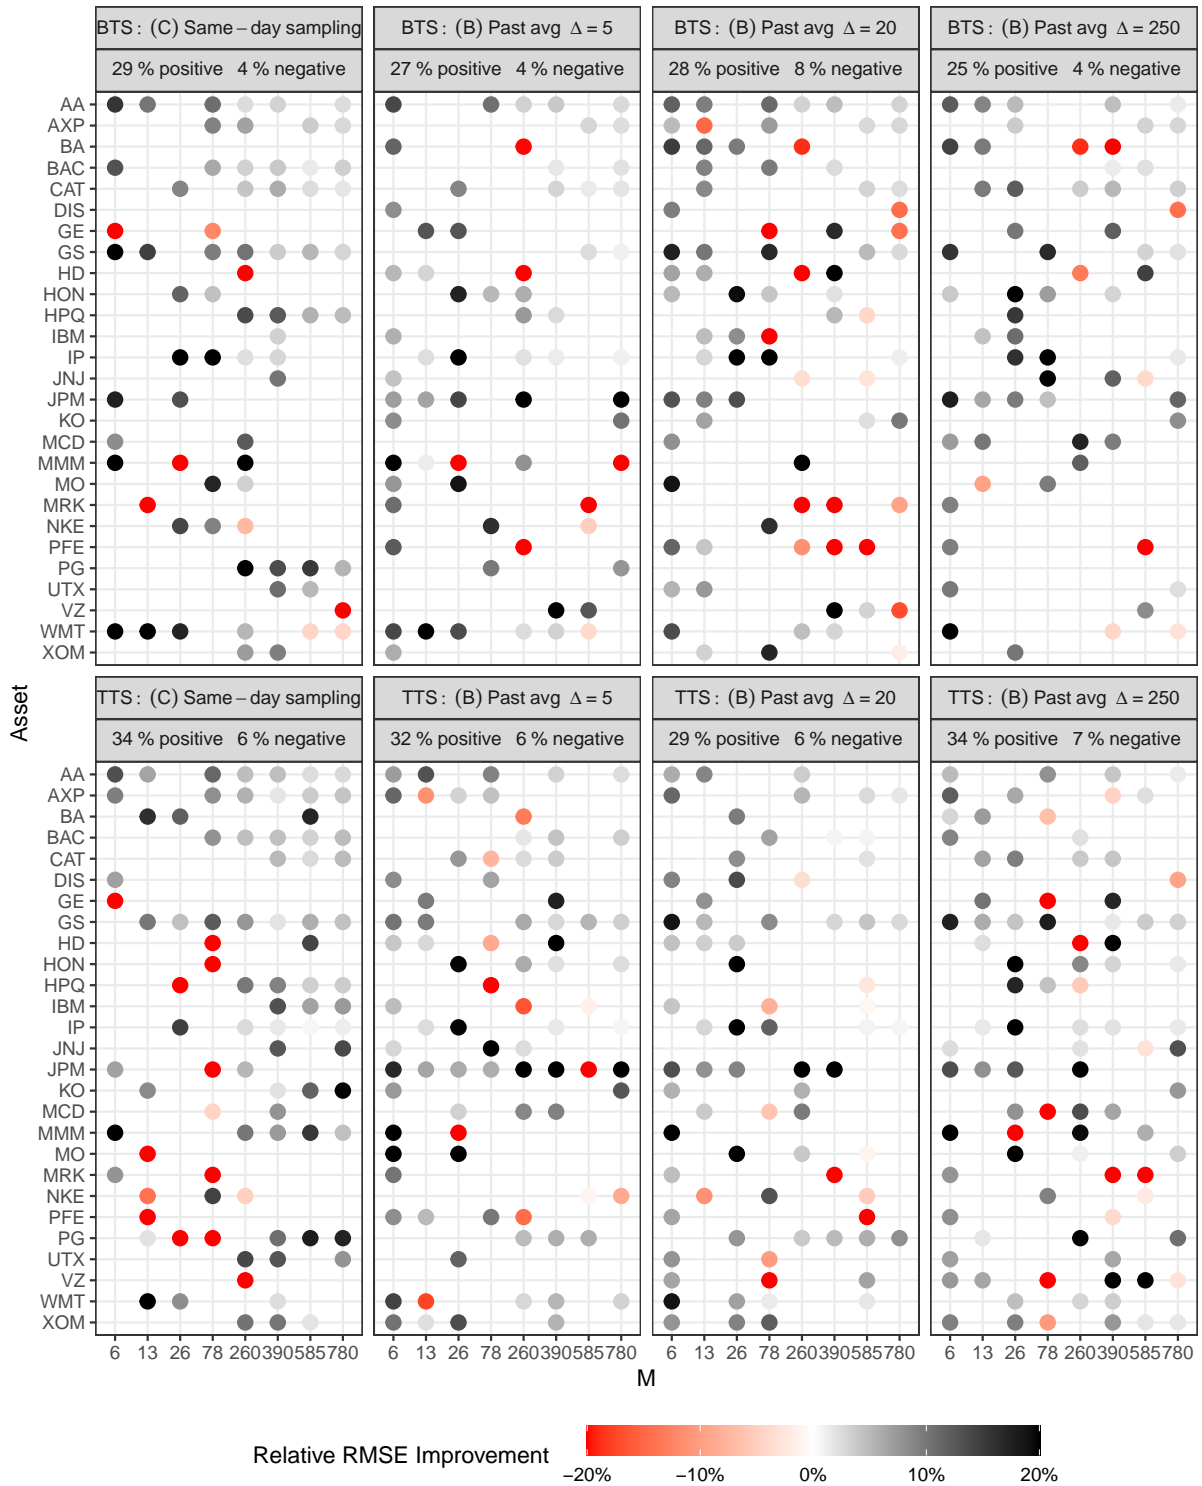 BTS : (C) Same − day sampling
BTS : (B) Past avg Δ = 5
BTS : (B) Past avg Δ = 20
BTS : (B) Past avg Δ = 250
29 % positive 4 % negative
27 % positive 4 % negative
28 % positive 8 % negative
25 % positive 4 % negative
AA
AXP
BA
BAC
CAT
DIS
GE
GS
HD
HON
HPQ
IBM
IP
JNJ
JPM
KO
MCD
MMM
MO
MRK
NKE
PFE
PG
UTX
VZ
WMT
XOM
Asset
TTS : (C) Same − day sampling
TTS : (B) Past avg Δ = 5
TTS : (B) Past avg Δ = 20
TTS : (B) Past avg Δ = 250
34 % positive 6 % negative
32 % positive 6 % negative
29 % positive 6 % negative
34 % positive 7 % negative
AA
AXP
BA
BAC
CAT
DIS
GE
GS
HD
HON
HPQ
IBM
IP
JNJ
JPM
KO
MCD
MMM
MO
MRK
NKE
PFE
PG
UTX
VZ
WMT
XOM
6 13 26 78 260 390 585 780
6 13 26 78 260 390 585 780
6 13 26 78 260 390 585 780
6 13 26 78 260 390 585 780
M
Relative RMSE Improvement
−20% −10% 0% 10% 20%